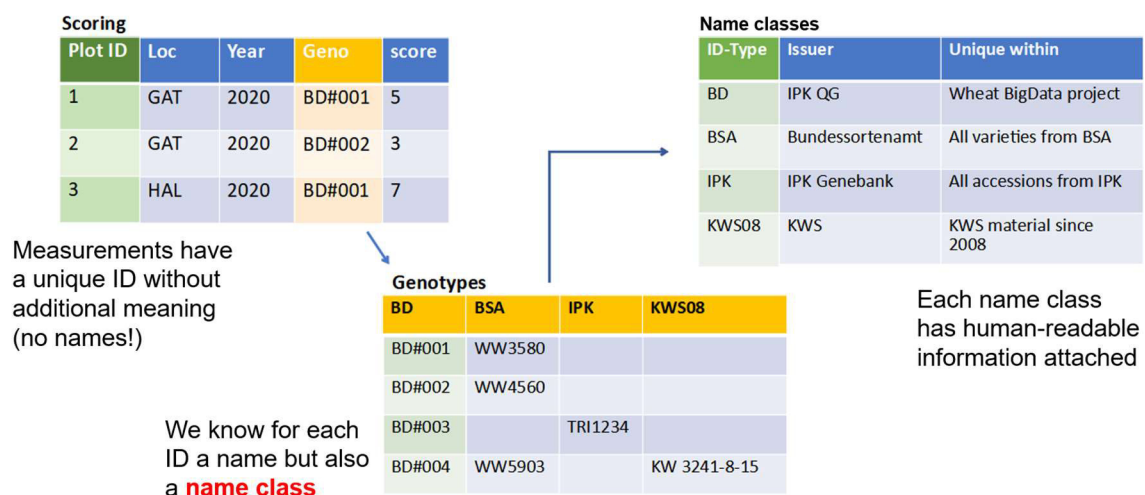 Scoring
Plot ID Loc Year Geno score
1 GAT 2020 BD#001 5
2 GAT 2020 BD#002 3
3 HAL 2020 BD#001 7
Measurements have
a unique ID without
additional meaning
(no names!)
Name classes
ID-Type Issuer Unique within
BD IPK QG Wheat BigData project
BSA Bundessortenamt All varieties from BSA
IPK IPK Genebank All accessions from IPK
KWS08 KWS KWS material since
2008
Each name class
has human-readable
information attached
Genotypes
BD BSA IPK KWS08
BD#001 WW3580
BD#002 WW4560
BD#003 TRI1234
BD#004 WW5903 KW 3241-8-15
We know for each
ID a name but also
a name class